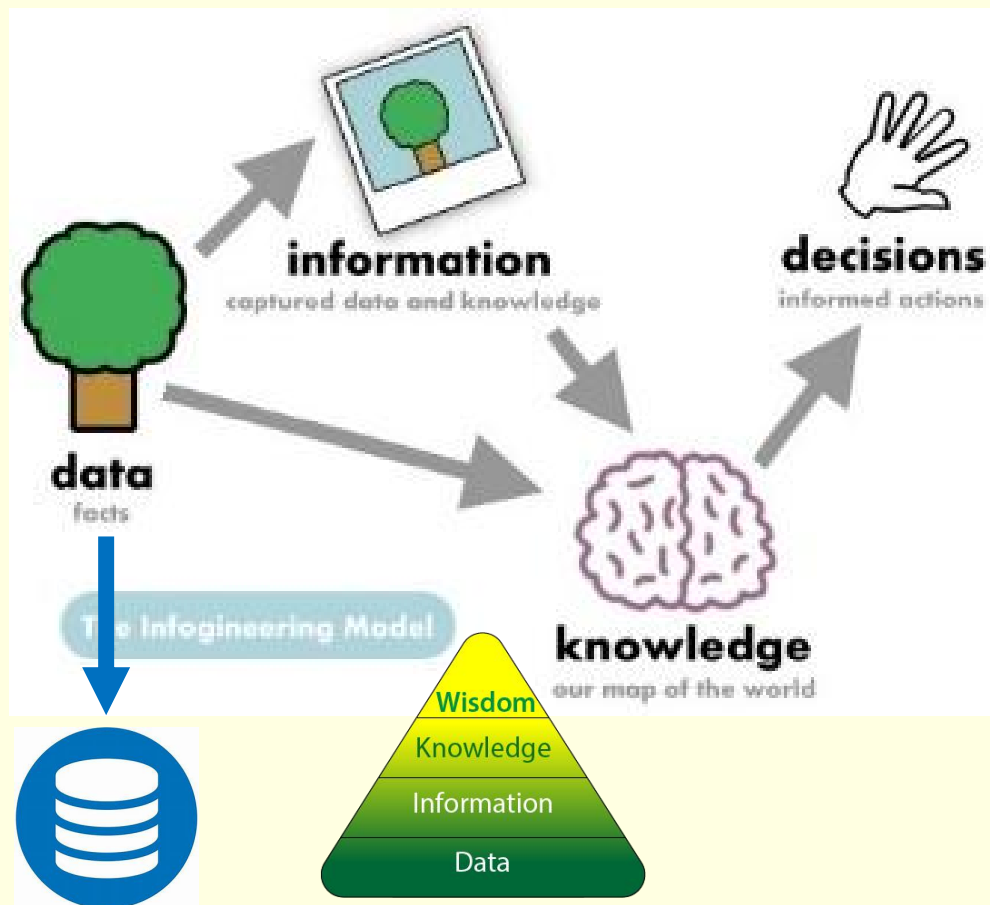 information
captured data and knowledge
decisions
informed actions
data
facts
The Infogineering Model
knowledge
our map of the world
Wisdom
Knowledge
Information
Data